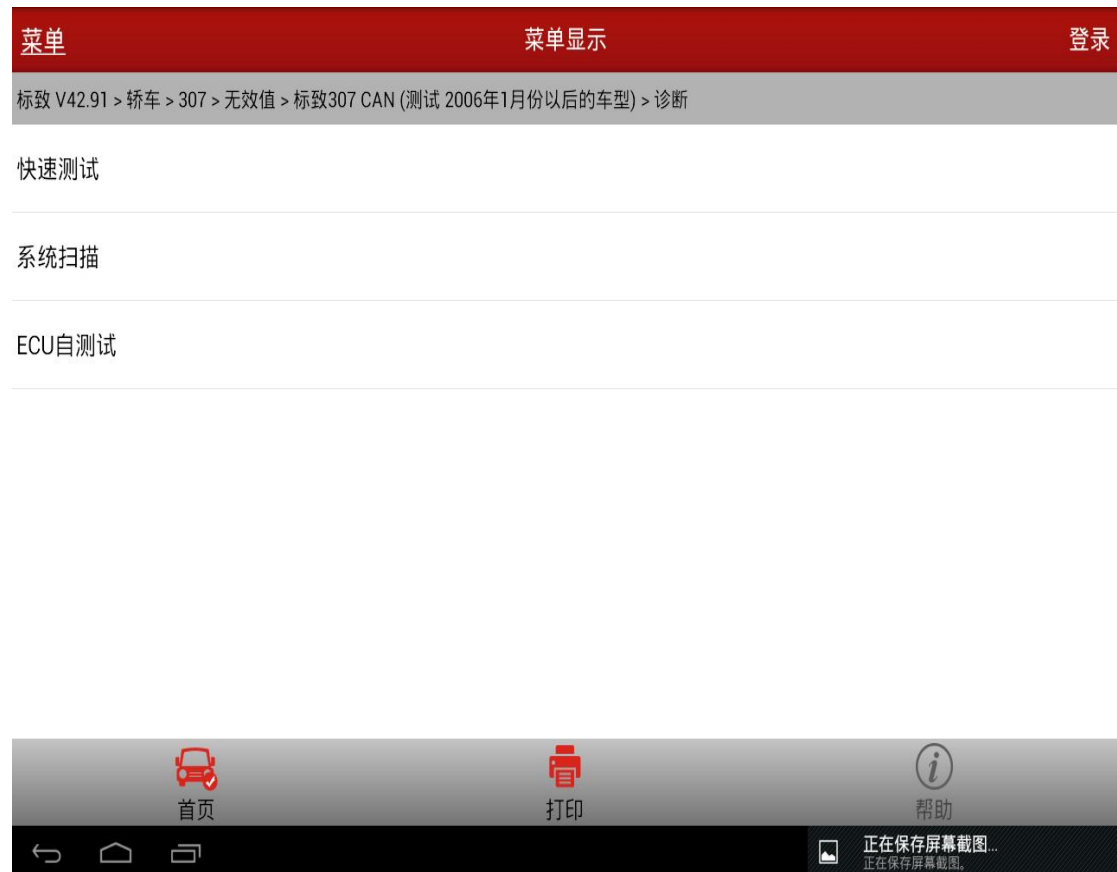 菜单 菜单显示 登录
标致 V42.91 > 轿车 > 307 > 无效值 > 标致307 CAN (测试 2006年1月份以后的车型) > 诊断
快速测试
系统扫描
ECU自测试
首页 打印 帮助
正在保存屏幕截图...
正在保存屏幕截图。